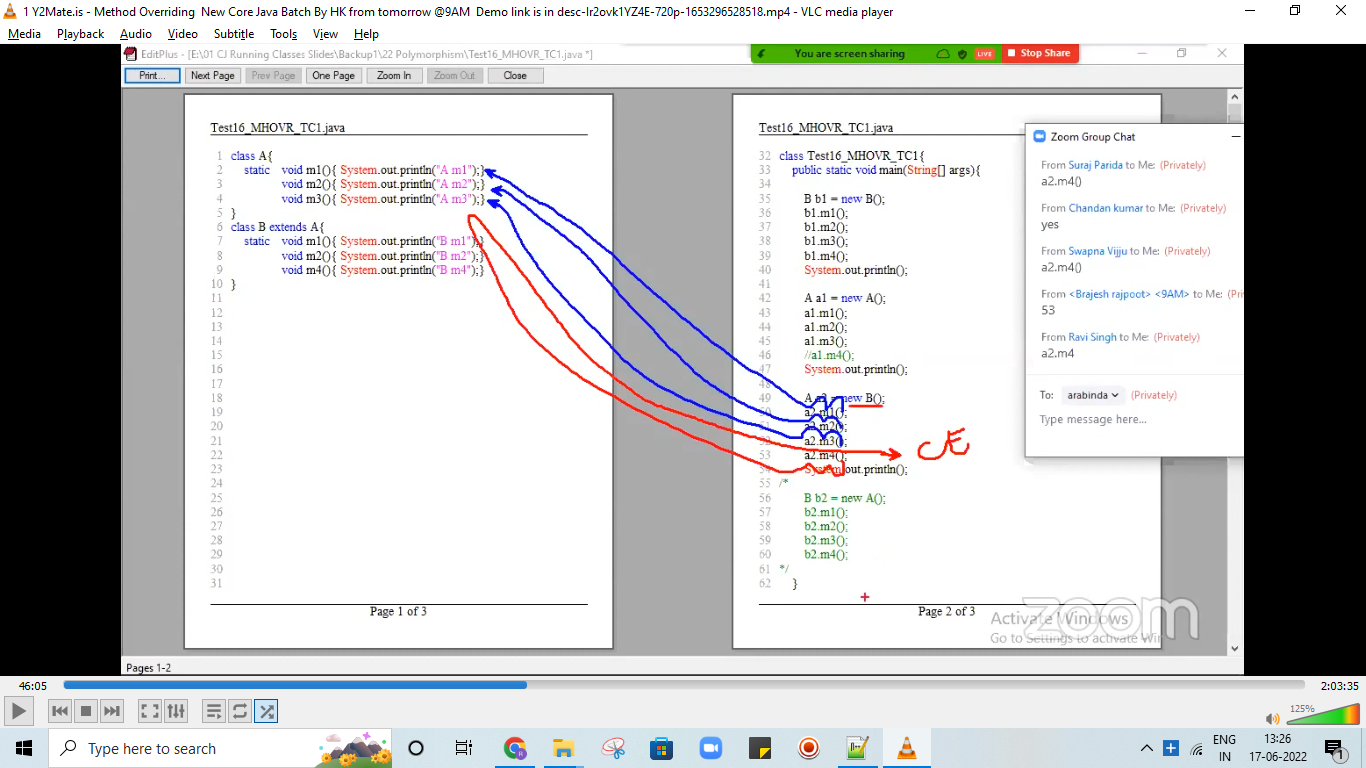 1 Y2Mate.is - Method Overriding New Core Java Batch By HK from tomorrow @9AM Demo link is in desc-Ir2ovk1YZ4E-720p-1653296528518.mp4 - VLC media player
Media Playback Audio Video Subtitle Tools View Help
EditPlus - [E:\01 CJ Running Classes Slides\Backup1\22 Polymorphism\Test16_MHOVR_TC1.java *]
You are screen sharing LIVE Stop Share
Print... Next Page Prev Page One Page Zoom In Zoom Out Close
Test16_MHOVR_TC1.java
1 class A{
2 static void m1(){ System.out.println("A m1");}
3 void m2(){ System.out.println("A m2");}
4 void m3(){ System.out.println("A m3");}
5 }
6 class B extends A{
7 static void m1(){ System.out.println("B m1");}
8 void m2(){ System.out.println("B m2");}
9 void m4(){ System.out.println("B m4");}
10 }
11
12
13
14
15
16
17
18
19
20
21
22
23
24
25
26
27
28
29
30
31
Page 1 of 3
Test16_MHOVR_TC1.java
32 class Test16_MHOVR_TC1{
33 public static void main(String[] args){
34
35 B b1 = new B();
36 b1.m1();
37 b1.m2();
38 b1.m3();
39 b1.m4();
40 System.out.println();
41
42 A a1 = new A();
43 a1.m1();
44 a1.m2();
45 a1.m3();
46 //a1.m4();
47 System.out.println();
48
49 A a2 = new B();
50 a2.m1();
51 a2.m2();
52 a2.m3();
53 a2.m4();
54 System.out.println();
CE
55 /*
56 B b2 = new A();
57 b2.m1();
58 b2.m2();
59 b2.m3();
60 b2.m4();
61 */
62 }
Page 2 of 3
Zoom Group Chat
From Suraj Parida to Me: (Privately)
a2.m4()
From Chandan kumar to Me: (Privately)
yes
From Swapna Vijju to Me: (Privately)
a2.m4()
From <Brajesh rajpoot> <9AM> to Me: (Pri
53
From Ravi Singh to Me: (Privately)
a2.m4
To: arabinda (Privately)
Type message here...
zoom
Activate Windows
Go to Settings to activate Win
Pages 1-2
46:05 2:03:35
125%
Type here to search
ENG
IN
13:26
17-06-2022
1